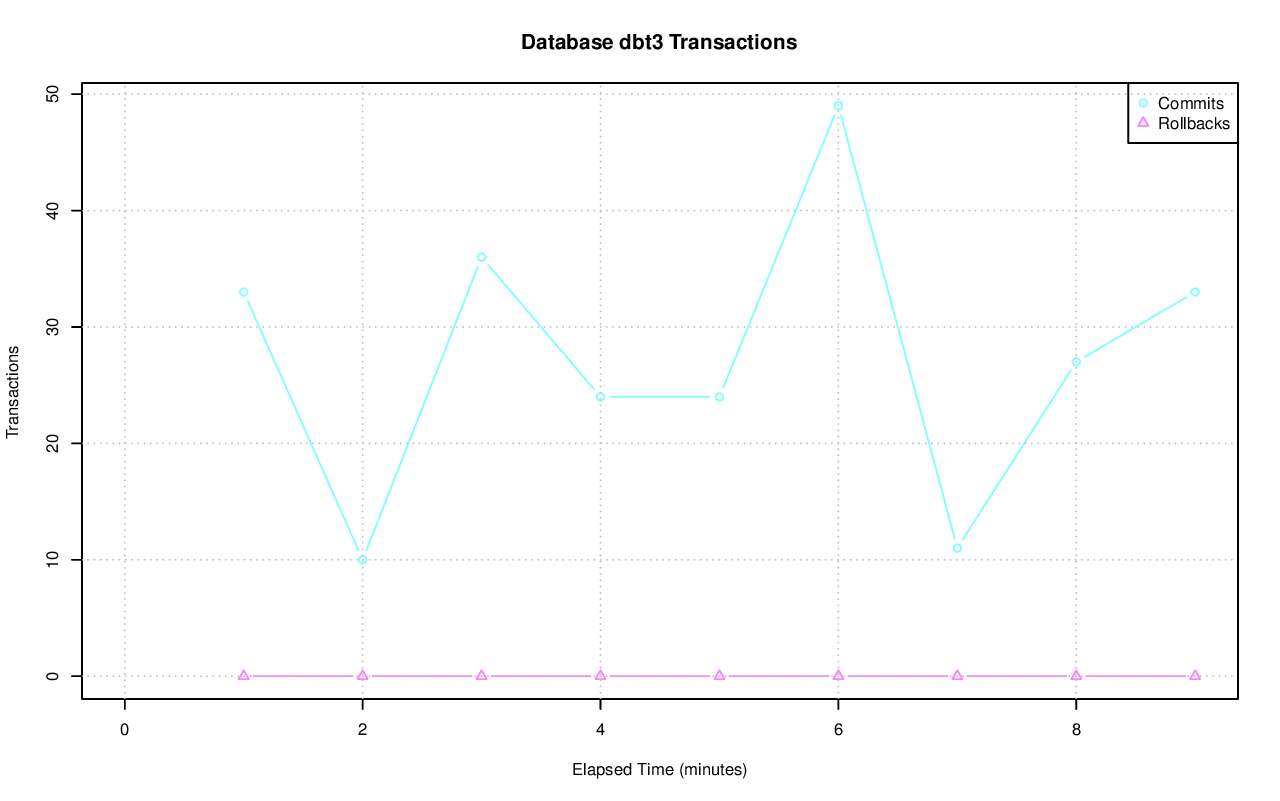 Database dbt3 Transactions
Commits
Rollbacks
50
40
30
20
10
0
Transactions
0 2 4 6 8
Elapsed Time (minutes)